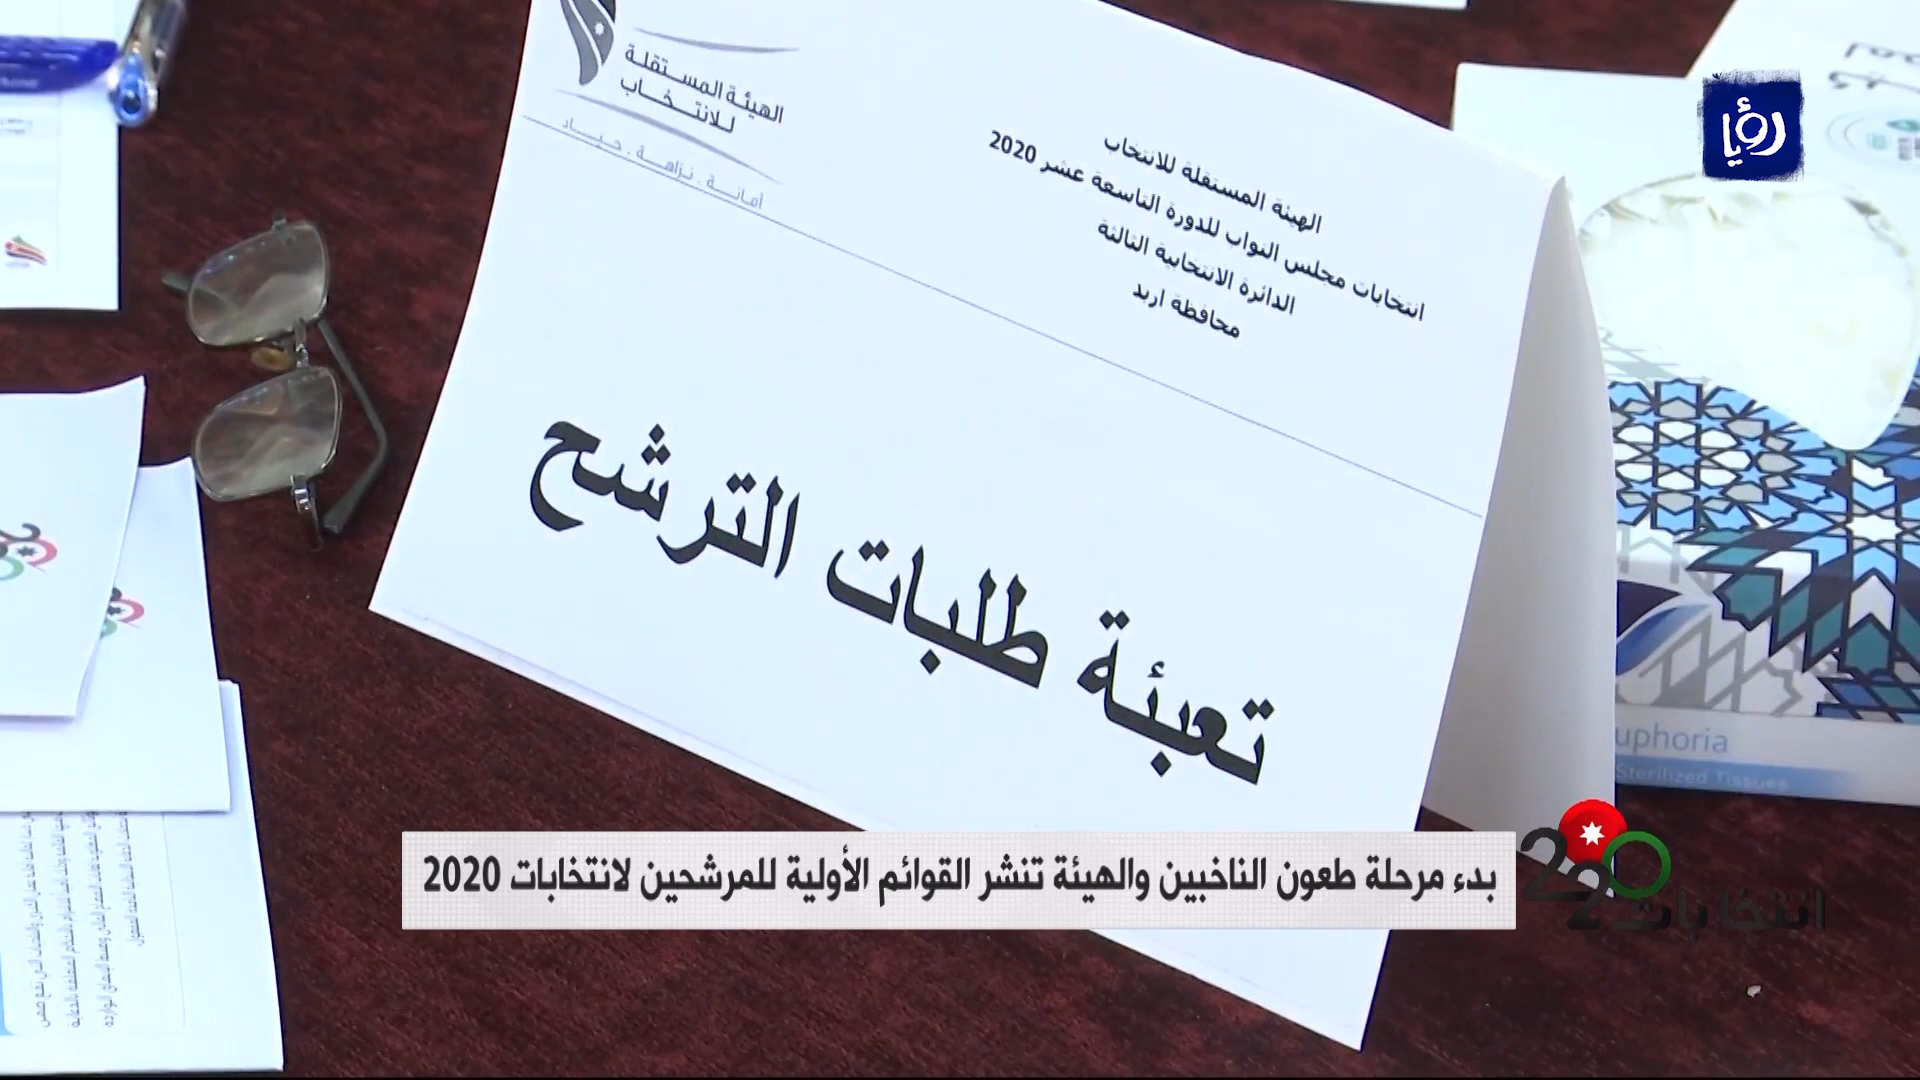 الهيئة المستقلة
للانتخاب
أمانة . نزاهة . حياد
الهيئة المستقلة للانتخاب
انتخابات مجلس النواب للدورة التاسعة عشر 2020
الدائرة الانتخابية الثالثة
محافظة اربد
تعبئة طلبات الترشح
رؤيا
uphoria
Sterilized Tissues
بدء مرحلة طعون الناخبين والهيئة تنشر القوائم الأولية للمرشحين لانتخابات 2020
انتخابات 2020